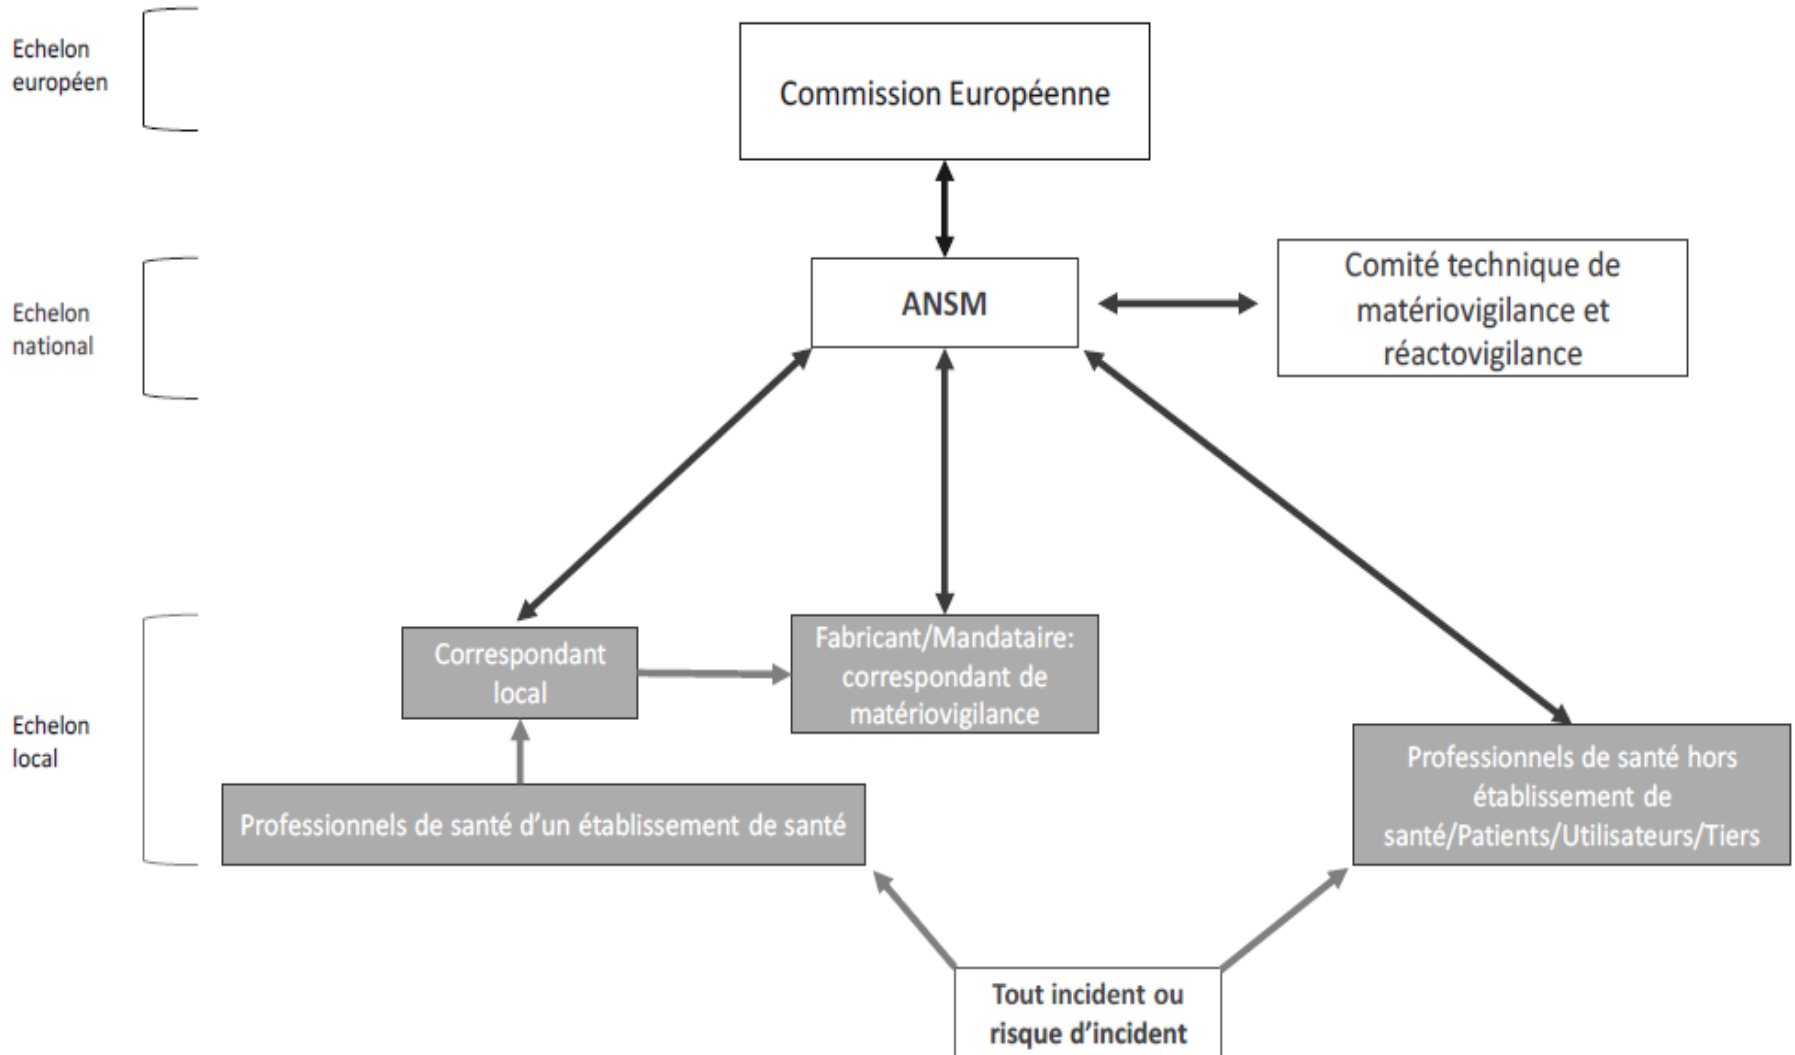 Echelon
européen
Commission Européenne
Echelon
national
ANSM
Comité technique de
matériovigilance et
réactovigilance
Echelon
local
Correspondant
local
Fabricant/Mandataire:
correspondant de
matériovigilance
Professionnels de santé d'un établissement de santé
Professionnels de santé hors
établissement de
santé/Patients/Utilisateurs/Tiers
Tout incident ou
risque d'incident